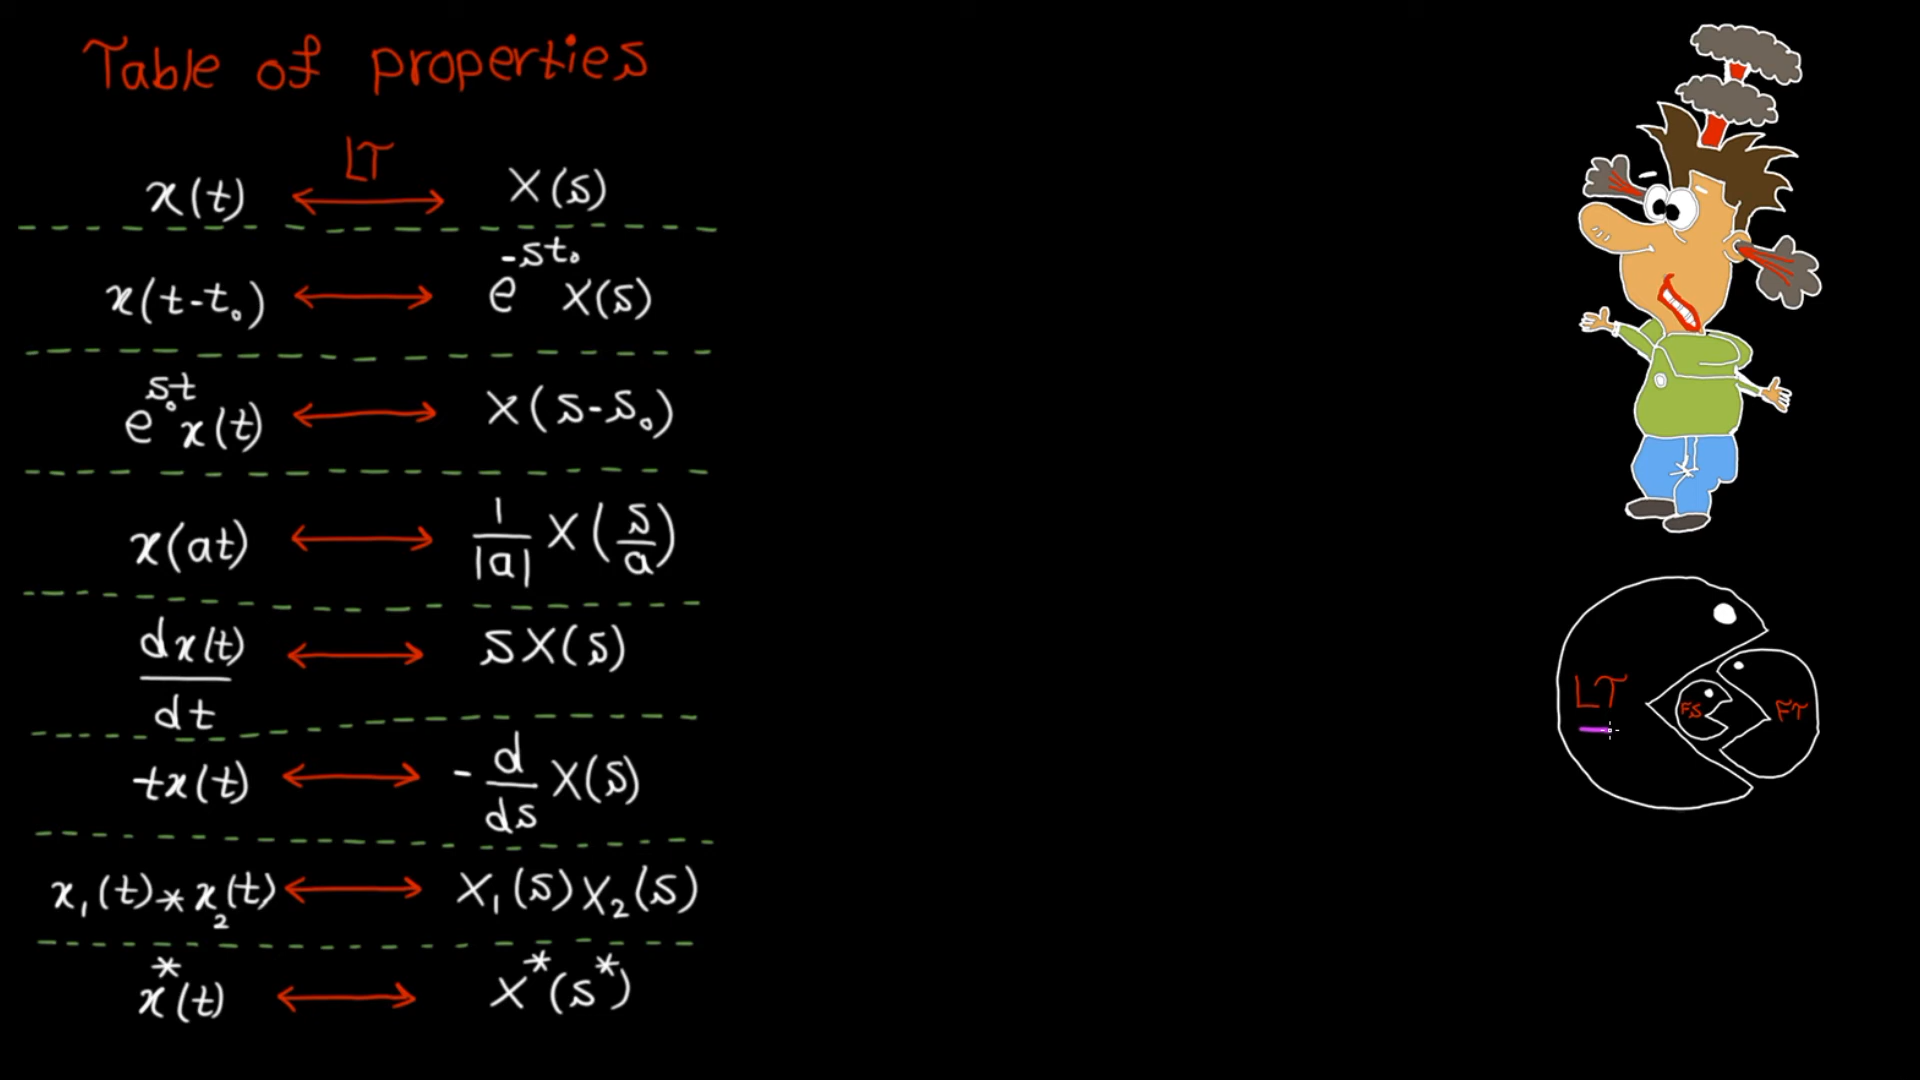 Table of properties
LT
x(t) ⟷ X(s)
x(t-t₀) ⟷ e^{-st₀} X(s)
e^{s₀t} x(t) ⟷ X(s-s₀)
x(at) ⟷ 1/|a| X(s/a)
dx(t)/dt ⟷ sX(s)
tx(t) ⟷ -d/ds X(s)
x₁(t)*x₂(t) ⟷ X₁(s)X₂(s)
x*(t) ⟷ X*(s*)
LT
FS
FT